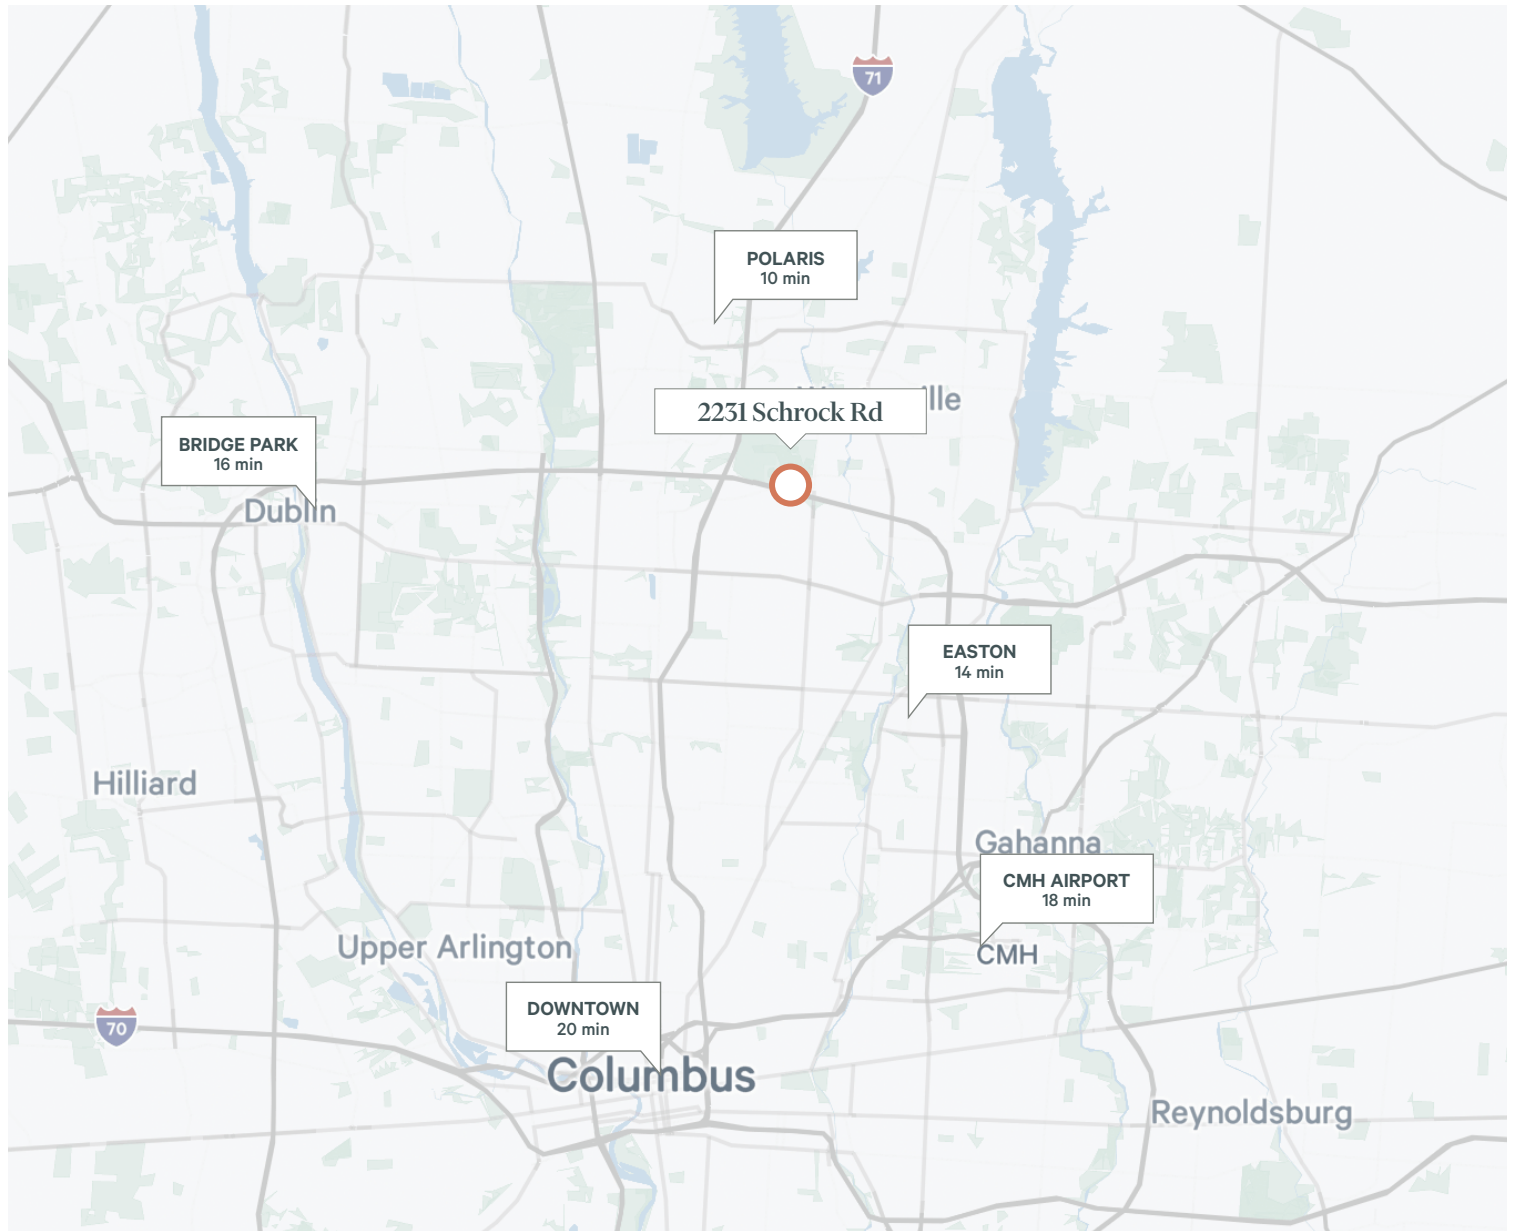 71
POLARIS
10 min
2231 Schrock Rd
BRIDGE PARK
16 min
Dublin
EASTON
14 min
Hilliard
Gahanna
CMH AIRPORT
18 min
Upper Arlington
CMH
DOWNTOWN
20 min
70
Columbus
Reynoldsburg